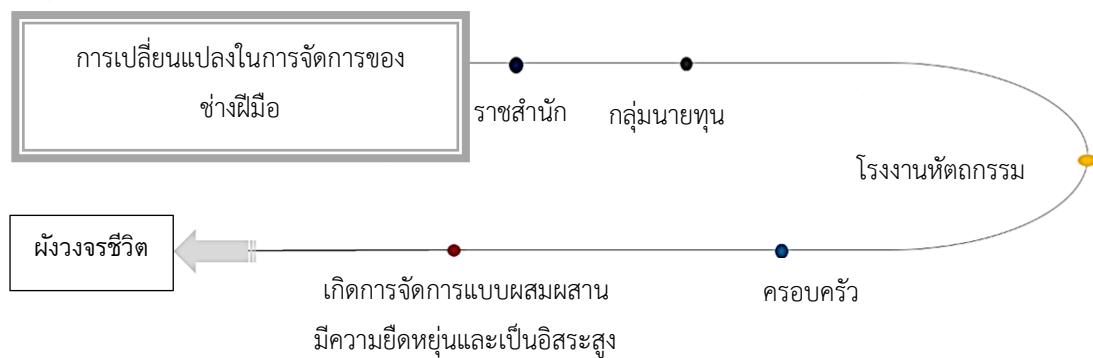 การเปลี่ยนแปลงในการจัดการของ
ช่างฝีมือ
ราชสำนัก
กลุ่มนายทุน
โรงงานหัตถกรรม
ครอบครัว
เกิดการจัดการแบบผสมผสาน
มีความยืดหยุ่นและเป็นอิสระสูง
ผังวงจรชีวิต